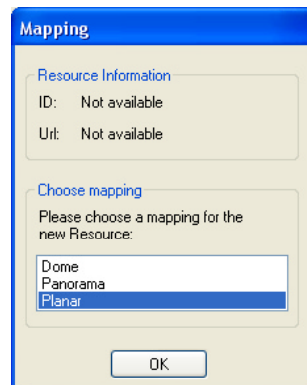 Mapping
Resource Information
ID: Not available
Url: Not available
Choose mapping
Please choose a mapping for the
new Resource:
Dome
Panorama
Planar
OK